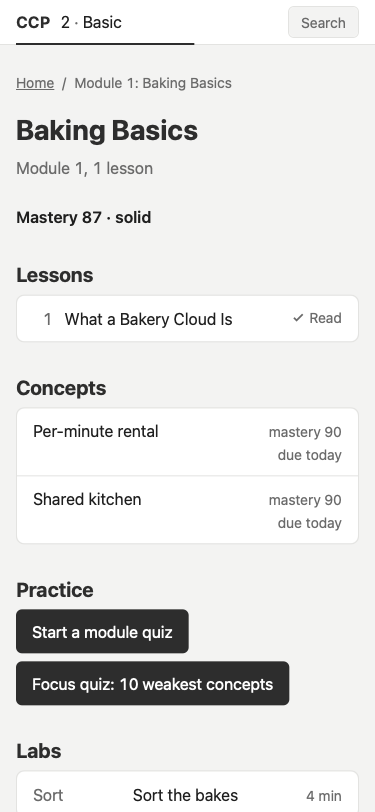 CCP 2 · Basic Search
Home / Module 1: Baking Basics
Baking Basics
Module 1, 1 lesson
Mastery 87 · solid
Lessons
1 What a Bakery Cloud Is ✓ Read
Concepts
Per-minute rental mastery 90
due today
Shared kitchen mastery 90
due today
Practice
Start a module quiz
Focus quiz: 10 weakest concepts
Labs
Sort Sort the bakes 4 min